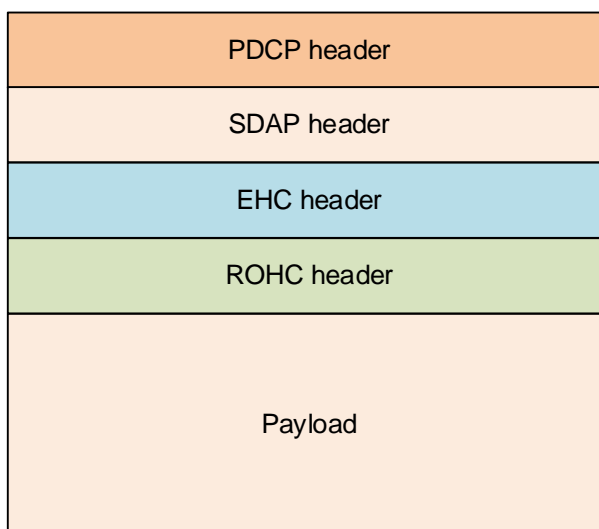 PDCP header
SDAP header
EHC header
ROHC header
Payload